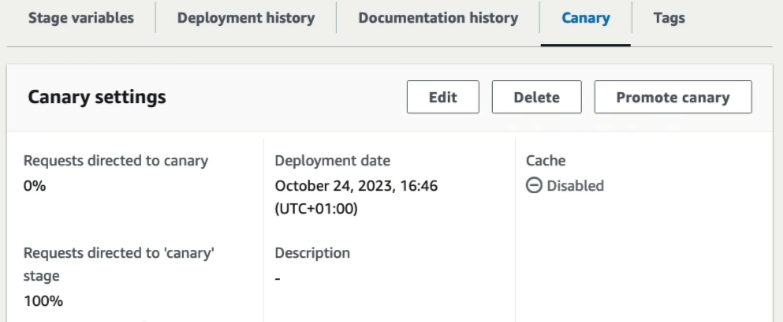 Stage variables
Deployment history
Documentation history
Canary
Tags
Canary settings
Edit
Delete
Promote canary
Requests directed to canary
0%
Requests directed to 'canary'
stage
100%
Deployment date
October 24, 2023, 16:46
(UTC+01:00)
Description
-
Cache
Disabled